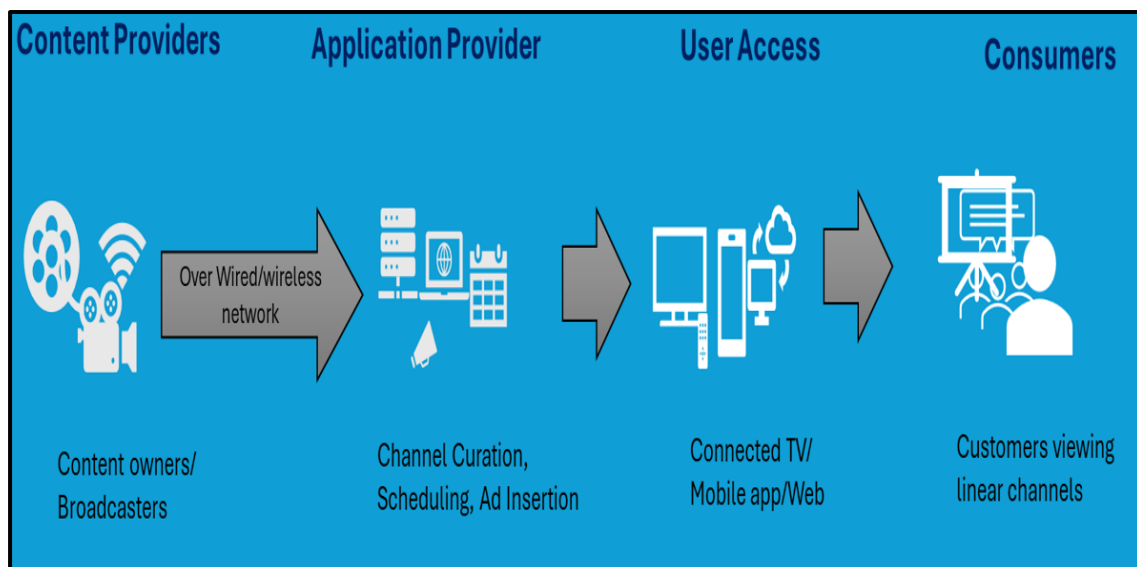 Content Providers
Application Provider
User Access
Consumers
Over Wired/wireless
network
Content owners/
Broadcasters
Channel Curation,
Scheduling, Ad Insertion
Connected TV/
Mobile app/Web
Customers viewing
linear channels